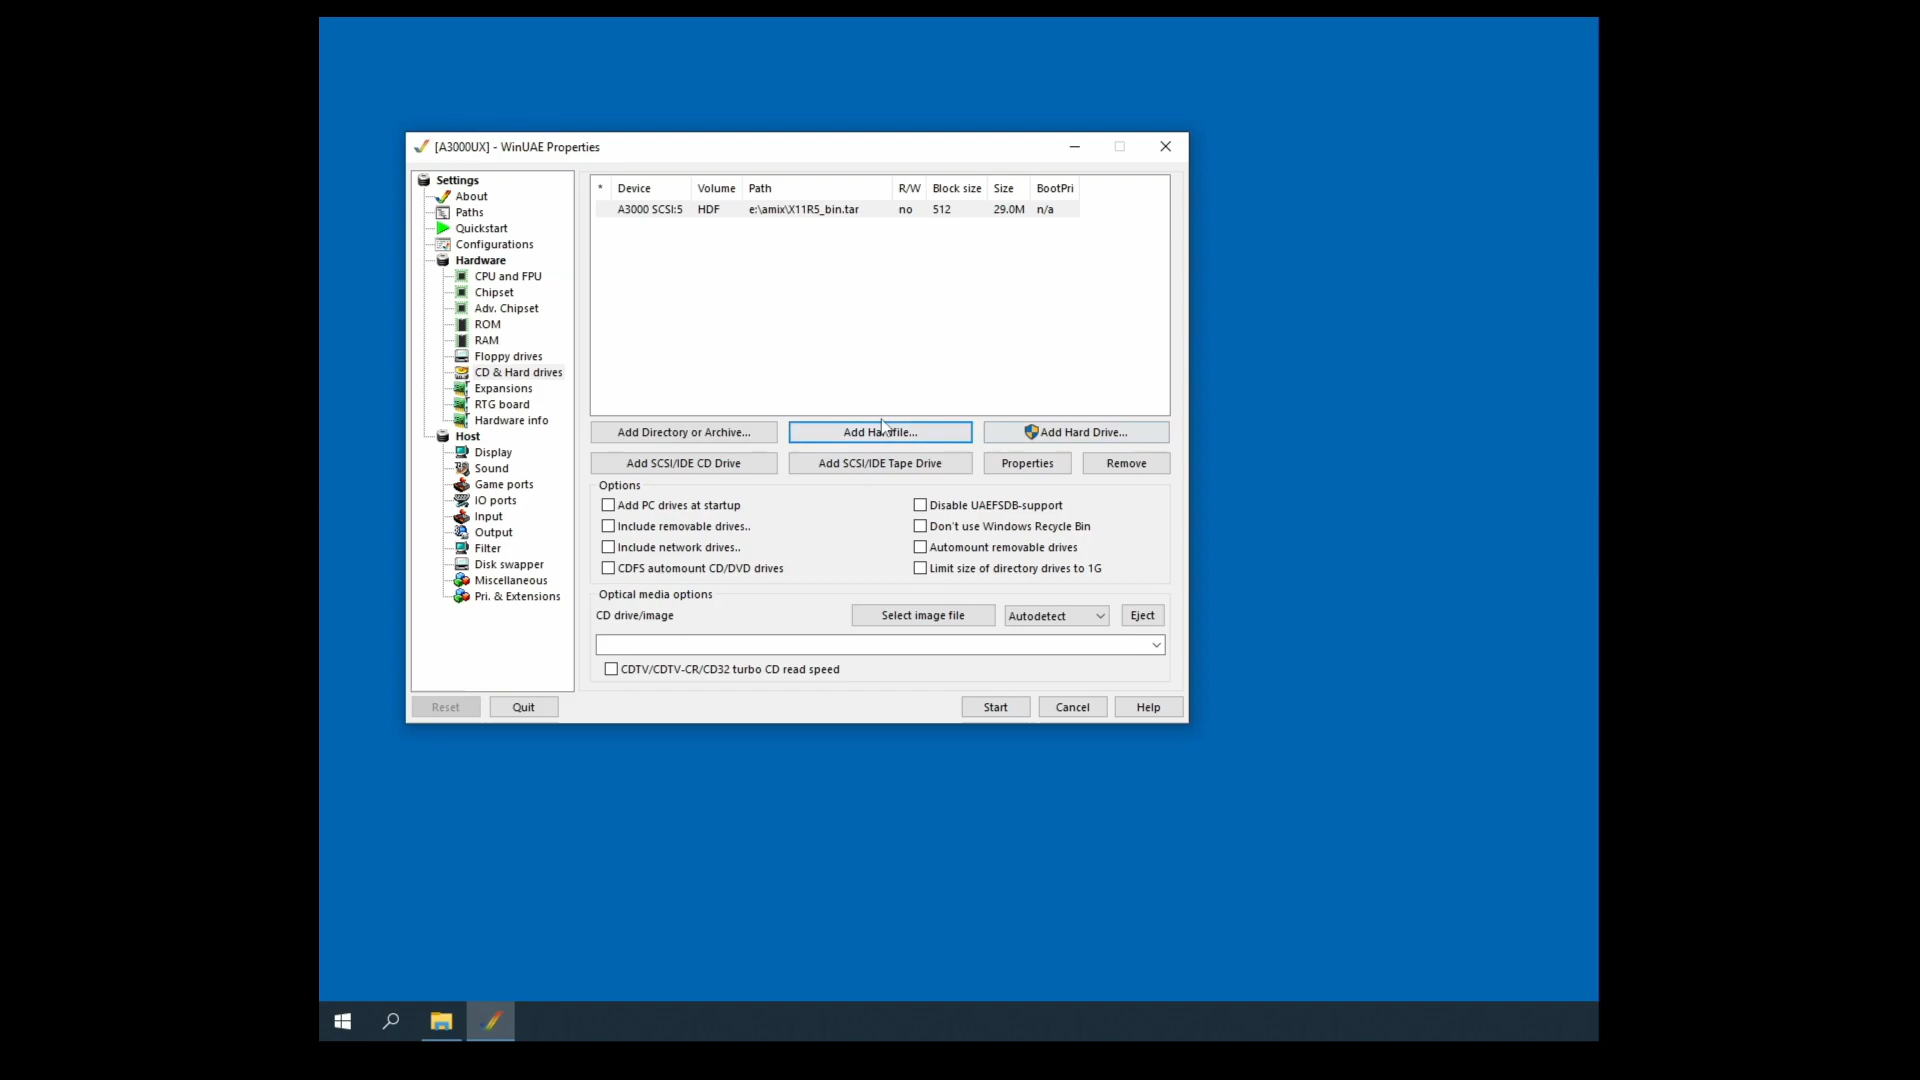 [A3000UX] - WinUAE Properties
Settings
About
Paths
Quickstart
Configurations
Hardware
CPU and FPU
Chipset
Adv. Chipset
ROM
RAM
Floppy drives
CD & Hard drives
Expansions
RTG board
Hardware info
Host
Display
Sound
Game ports
IO ports
Input
Output
Filter
Disk swapper
Miscellaneous
Pri. & Extensions
* Device Volume Path R/W Block size Size BootPri
A3000 SCSI:5 HDF e:\amix\X11R5_bin.tar no 512 29.0M n/a
Add Directory or Archive... Add Hardfile... Add Hard Drive...
Add SCSI/IDE CD Drive Add SCSI/IDE Tape Drive Properties Remove
Options
Add PC drives at startup Disable UAEFSDB-support
Include removable drives.. Don't use Windows Recycle Bin
Include network drives.. Automount removable drives
CDFS automount CD/DVD drives Limit size of directory drives to 1G
Optical media options
CD drive/image Select image file Autodetect Eject
CDTV/CDTV-CR/CD32 turbo CD read speed
Reset Quit Start Cancel Help